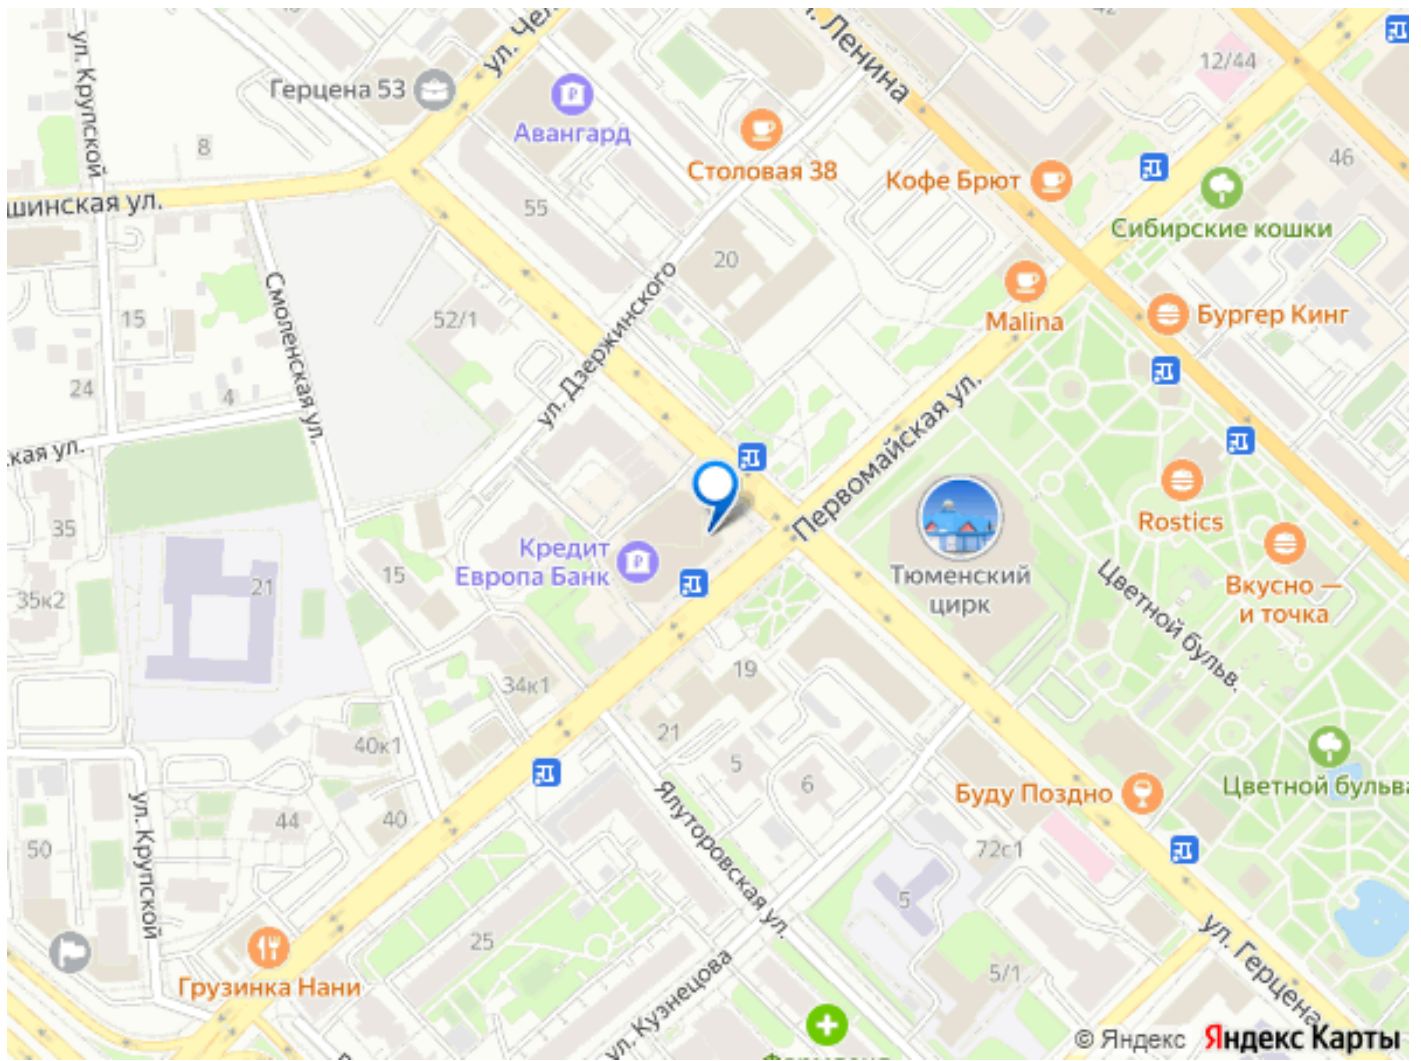 ул. Ленина
42
12/44
ул. Крупской
ул. Чел
Герцена 53
Авангард
Столовая 38
8
46
Кофе Брют
шинская ул.
55
Сибирские кошки
20
Смоленская ул.
Malina
Бургер Кинг
15
52/1
ул. Дзержинского
24
4
Первомайская ул.
кая ул.
35
Rostics
Кредит
Европа Банк
Тюменский
цирк
Цветной бульв.
Вкусно —
и точка
15
21
35к2
19
34к1
21
40к1
5
6
Буду Поздно
Цветной бульва
ул. Крупской
44
40
50
Ялуторовская ул.
72с1
5
25
ул. Герцена
Грузинка Нани
ул. Кузнецова
5/1
© Яндекс Яндекс Карты